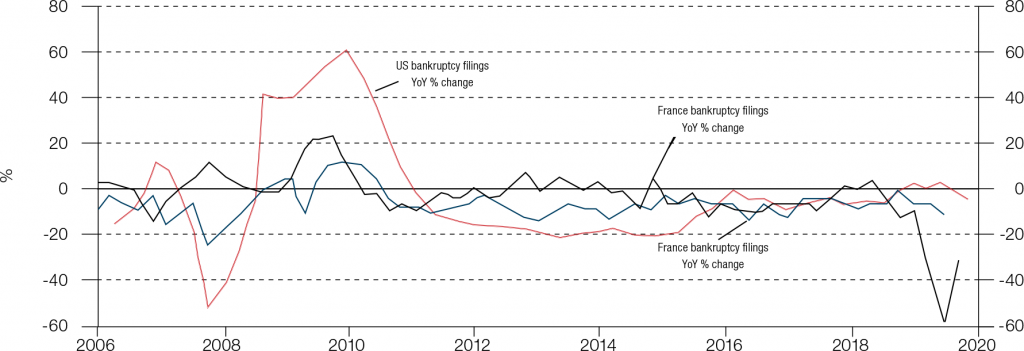 80 80
60 60
US bankruptcy filings
YoY % change
40 40
France bankruptcy filings
YoY % change
20 20
%
0 0
-20 -20
France bankruptcy filings
YoY % change
-40 -40
-60 -60
2006 2008 2010 2012 2014 2016 2018 2020